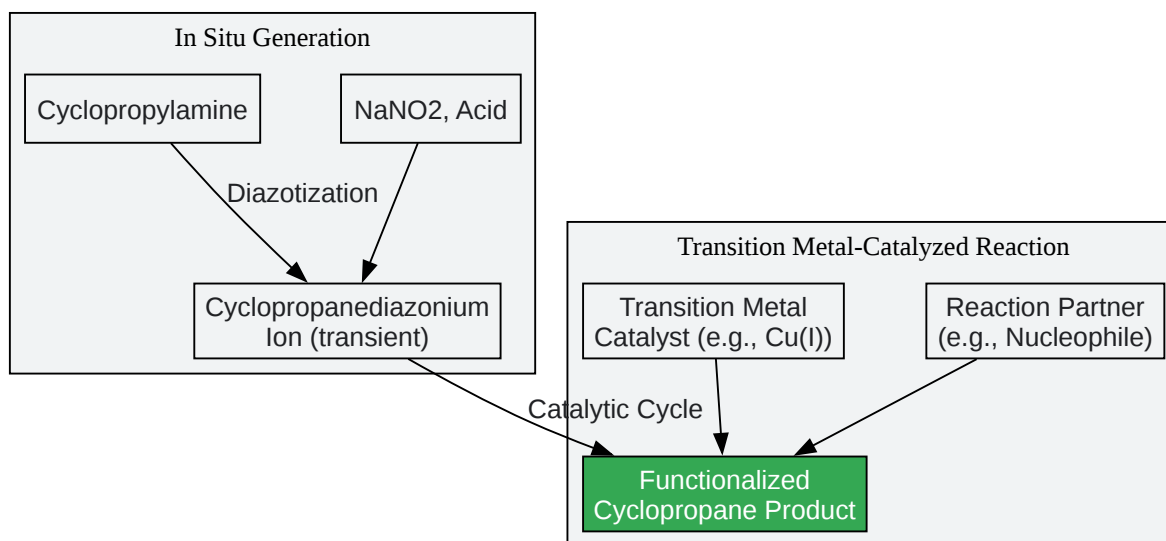 In Situ Generation
Cyclopropylamine
NaNO2, Acid
Diazotization
Cyclopropanediazonium
Ion (transient)
Transition Metal-Catalyzed Reaction
Transition Metal
Catalyst (e.g., Cu(I))
Reaction Partner
(e.g., Nucleophile)
Catalytic Cycle
Functionalized
Cyclopropane Product